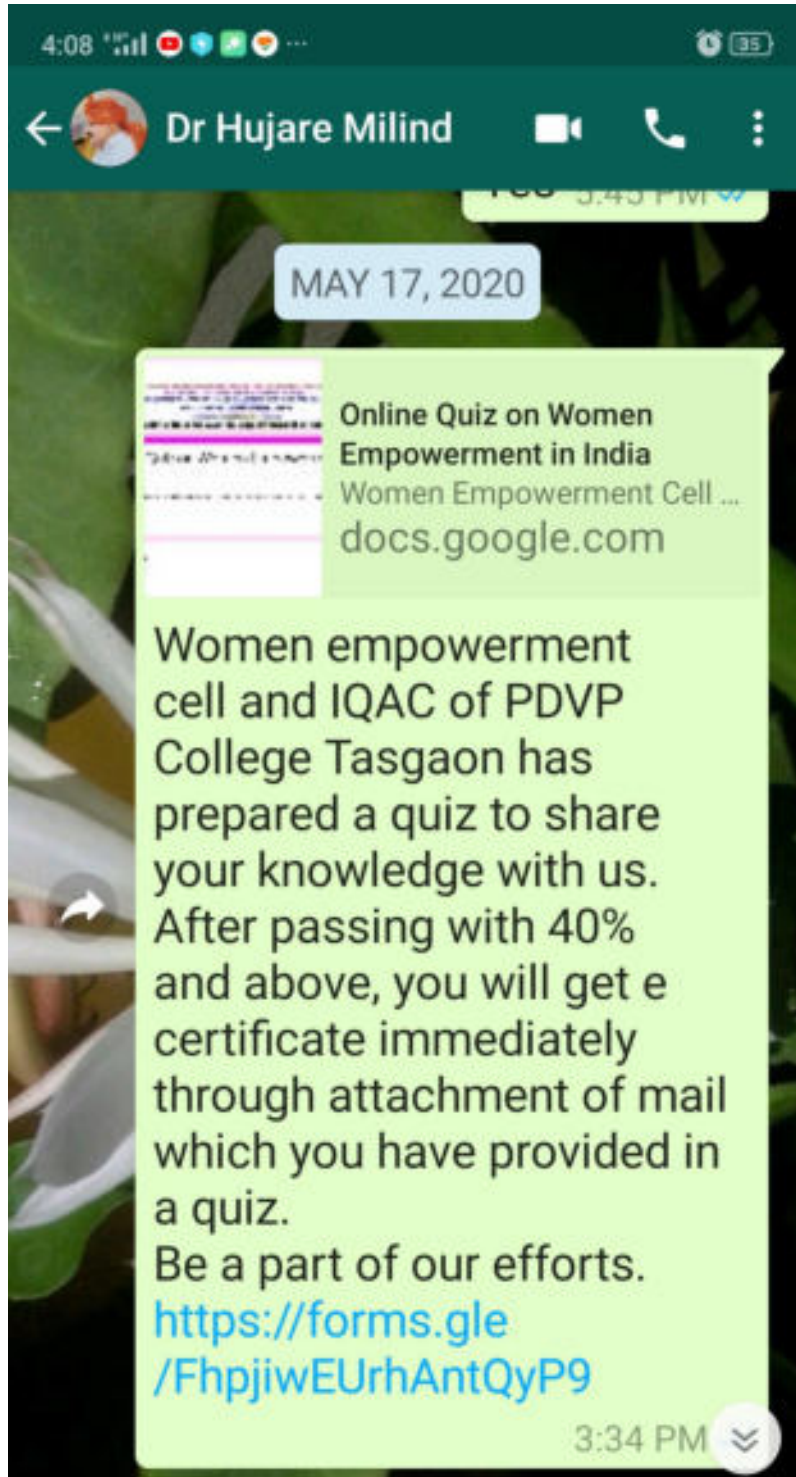 4:08
35
Dr Hujare Milind
5:45 PM
MAY 17, 2020
Online Quiz on Women
Empowerment in India
Women Empowerment Cell ...
docs.google.com
Women empowerment
cell and IQAC of PDVP
College Tasgaon has
prepared a quiz to share
your knowledge with us.
After passing with 40%
and above, you will get e
certificate immediately
through attachment of mail
which you have provided in
a quiz.
Be a part of our efforts.
https://forms.gle
/FhpjiwEUrhAntQyP9
3:34 PM